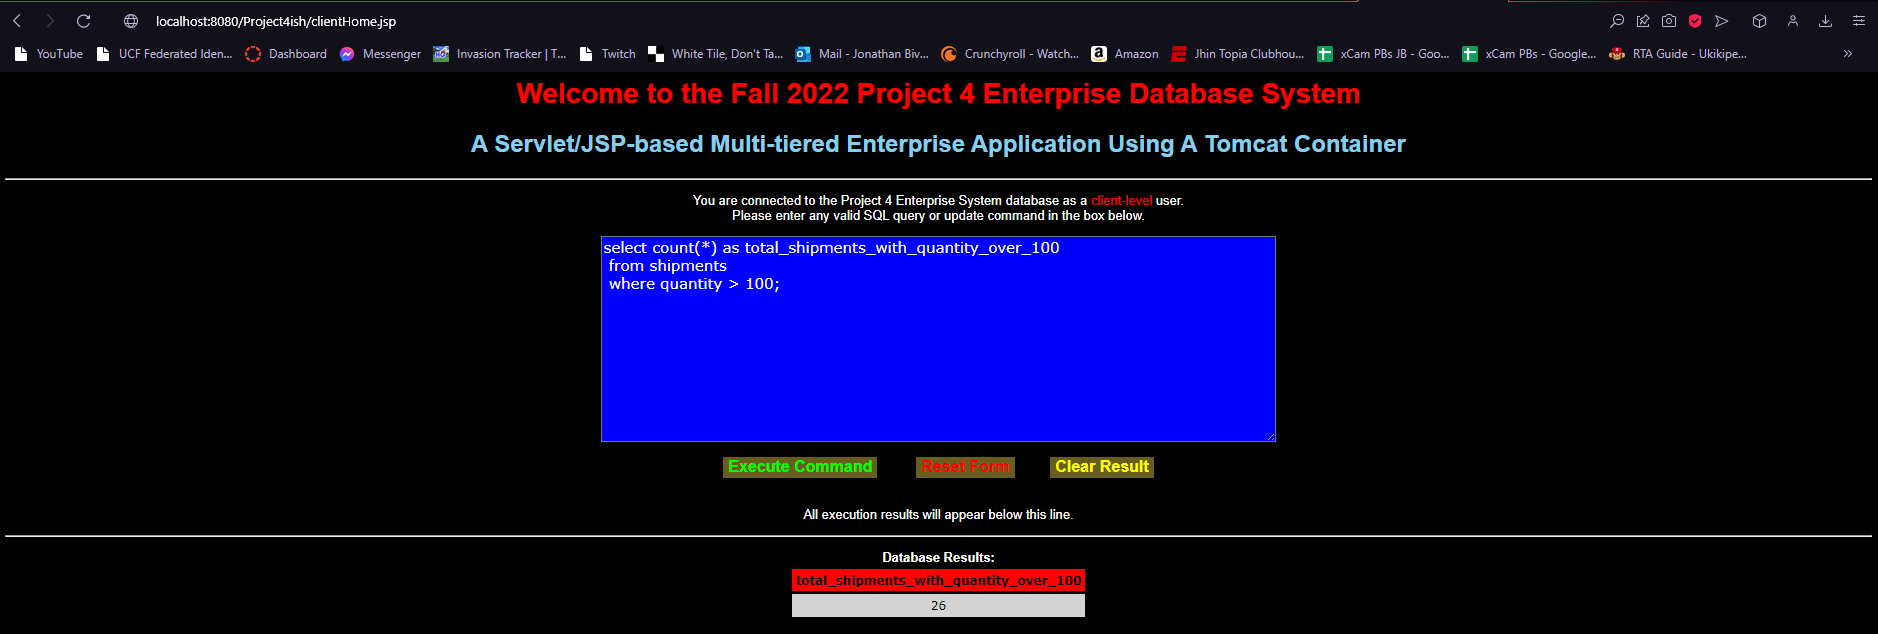 localhost:8080/Project4ish/clientHome.jsp
YouTube UCF Federated Iden... Dashboard Messenger Invasion Tracker | T... Twitch White Tile, Don't Ta... Mail - Jonathan Biv... Crunchyroll - Watch... Amazon Jhin Topia Clubhou... xCam PBs JB - Goo... xCam PBs - Google... RTA Guide - Ukikipe... »
Welcome to the Fall 2022 Project 4 Enterprise Database System
A Servlet/JSP-based Multi-tiered Enterprise Application Using A Tomcat Container
You are connected to the Project 4 Enterprise System database as a client-level user.
Please enter any valid SQL query or update command in the box below.
select count(*) as total_shipments_with_quantity_over_100
from shipments
where quantity > 100;
Execute Command Reset Form Clear Result
All execution results will appear below this line.
Database Results:
total_shipments_with_quantity_over_100
26